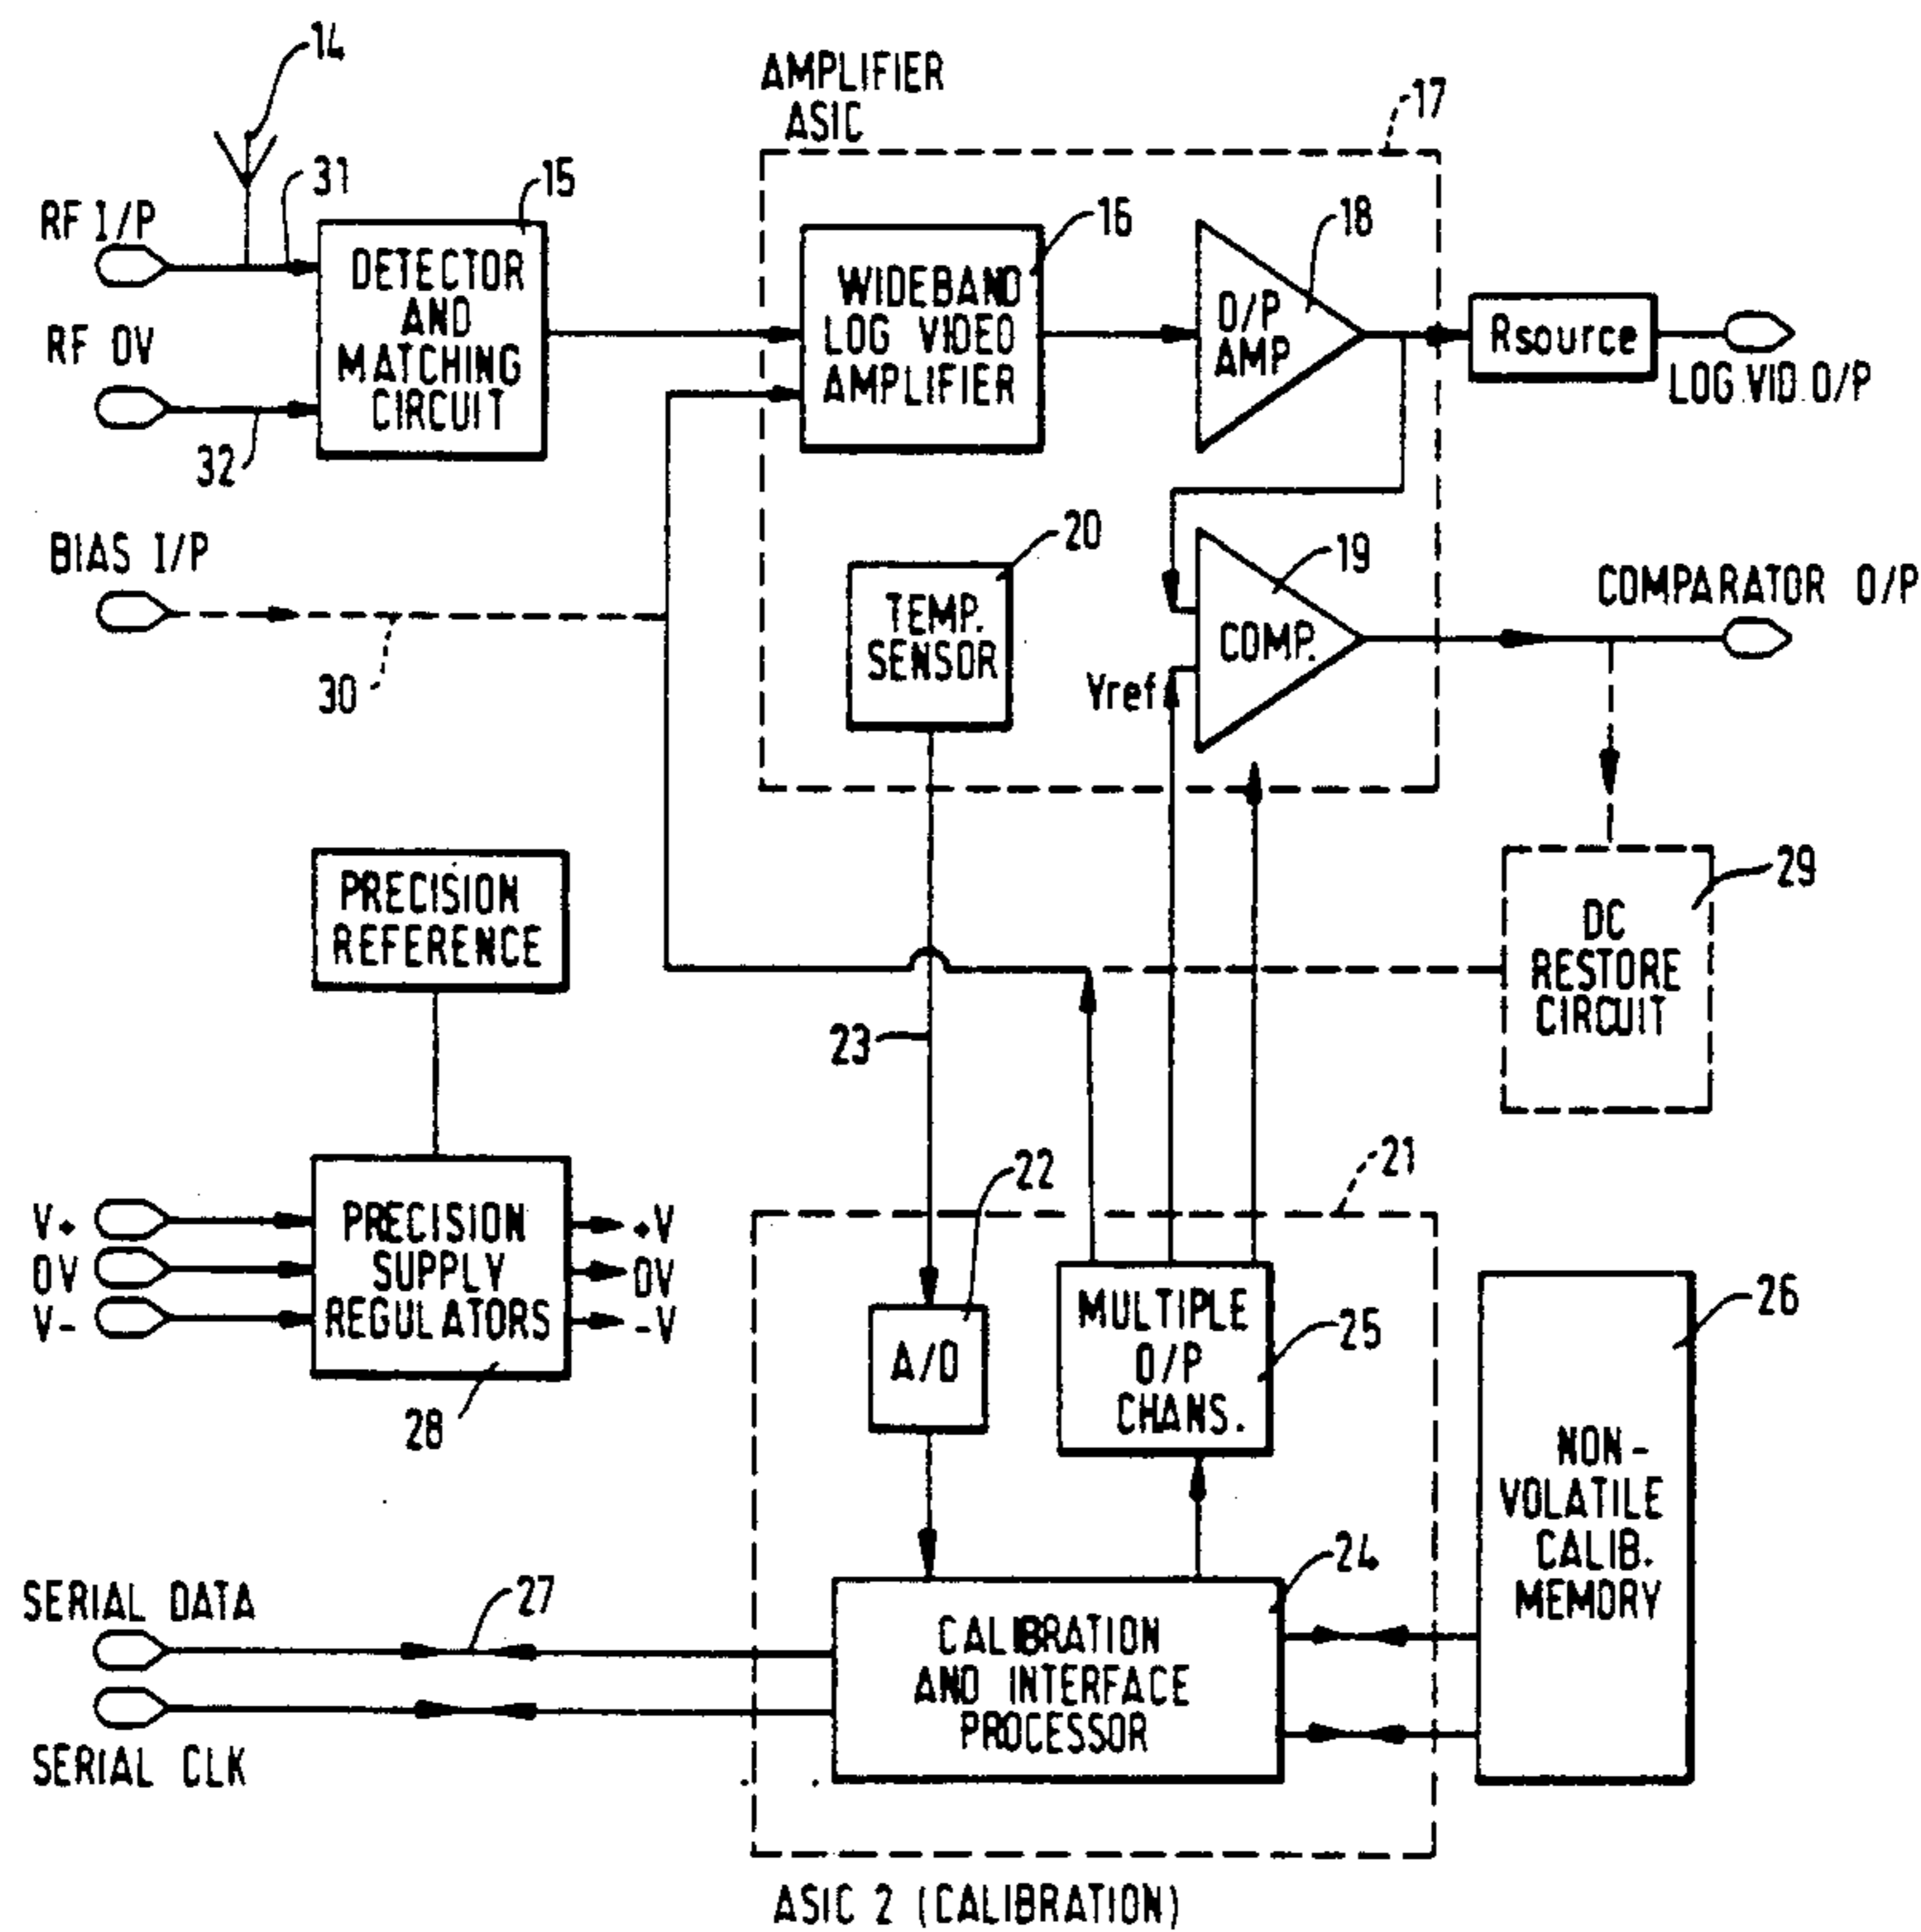 14
AMPLIFIER
ASIC
17
31
15
RF I/P
16
18
DETECTOR
AND
MATCHING
CIRCUIT
WIDEBAND
LOG VIDEO
AMPLIFIER
O/P
AMP
Rsource
RF 0V
LOG VID O/P
32
BIAS I/P
20
19
COMPARATOR O/P
TEMP.
SENSOR
COMP.
Vref
30
PRECISION
REFERENCE
29
DC
RESTORE
CIRCUIT
23
21
22
V+
0V
V-
PRECISION
SUPPLY
REGULATORS
+V
0V
-V
28
A/D
MULTIPLE
O/P
CHANS.
25
26
NON-
VOLATILE
CALIB.
MEMORY
24
SERIAL DATA
27
CALIBRATION
AND INTERFACE
PROCESSOR
SERIAL CLK
ASIC 2 (CALIBRATION)